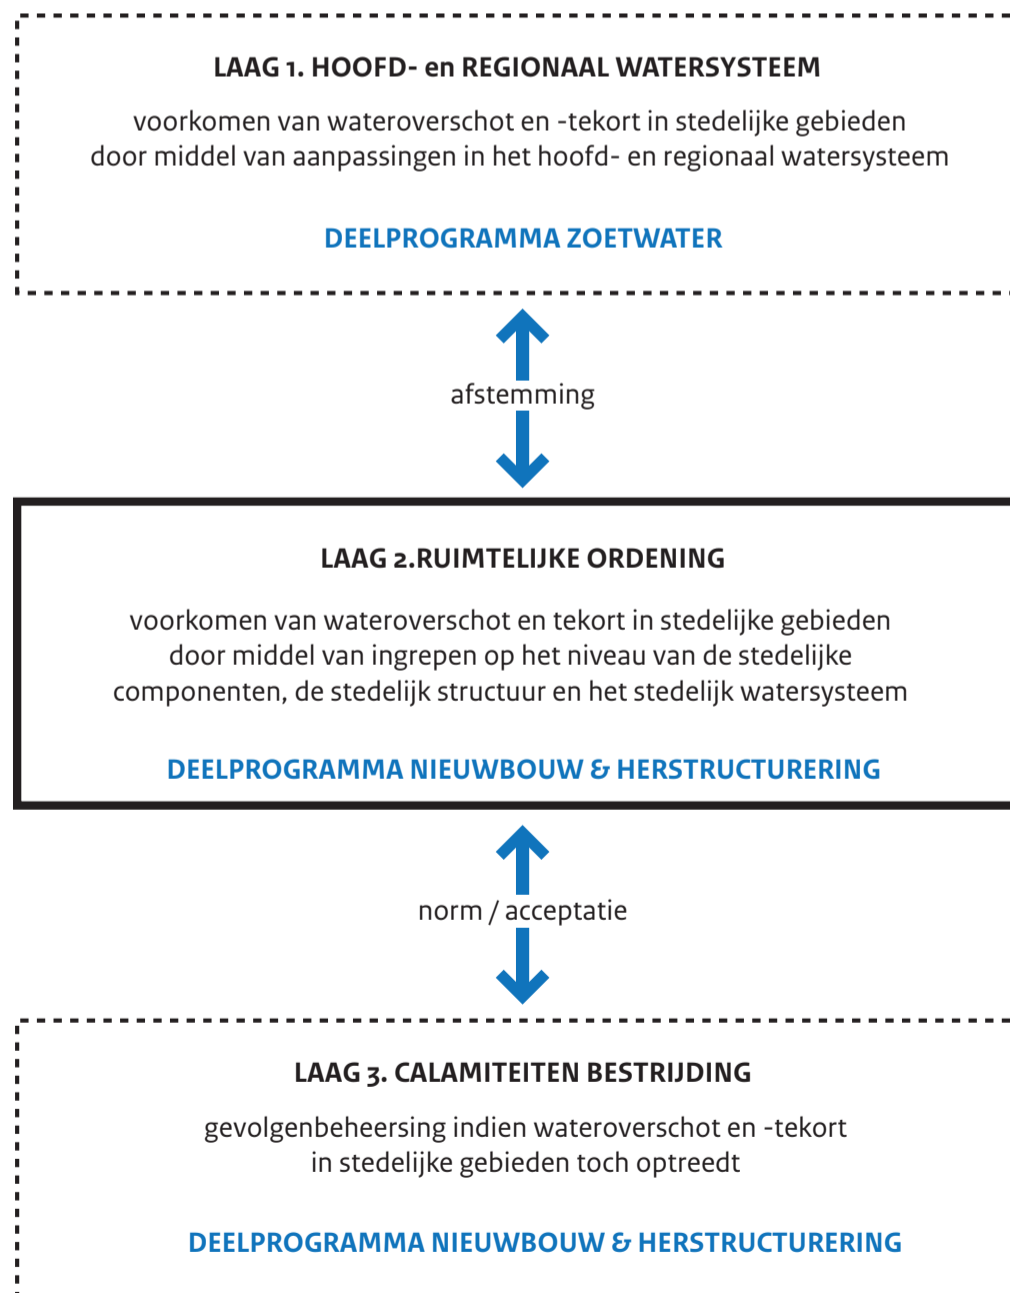 LAAG 1. HOOFD- en REGIONAAL WATERSYSTEEM
voorkomen van wateroverschot en -tekort in stedelijke gebieden
door middel van aanpassingen in het hoofd- en regionaal watersysteem
DEELPROGRAMMA ZOETWATER
afstemming
LAAG 2.RUIMTELIJKE ORDENING
voorkomen van wateroverschot en tekort in stedelijke gebieden
door middel van ingrepen op het niveau van de stedelijke
componenten, de stedelijk structuur en het stedelijk watersysteem
DEELPROGRAMMA NIEUWBOUW & HERSTRUCTURERING
norm / acceptatie
LAAG 3. CALAMITEITEN BESTRIJDING
gevolgenbeheersing indien wateroverschot en -tekort
in stedelijke gebieden toch optreedt
DEELPROGRAMMA NIEUWBOUW & HERSTRUCTURERING